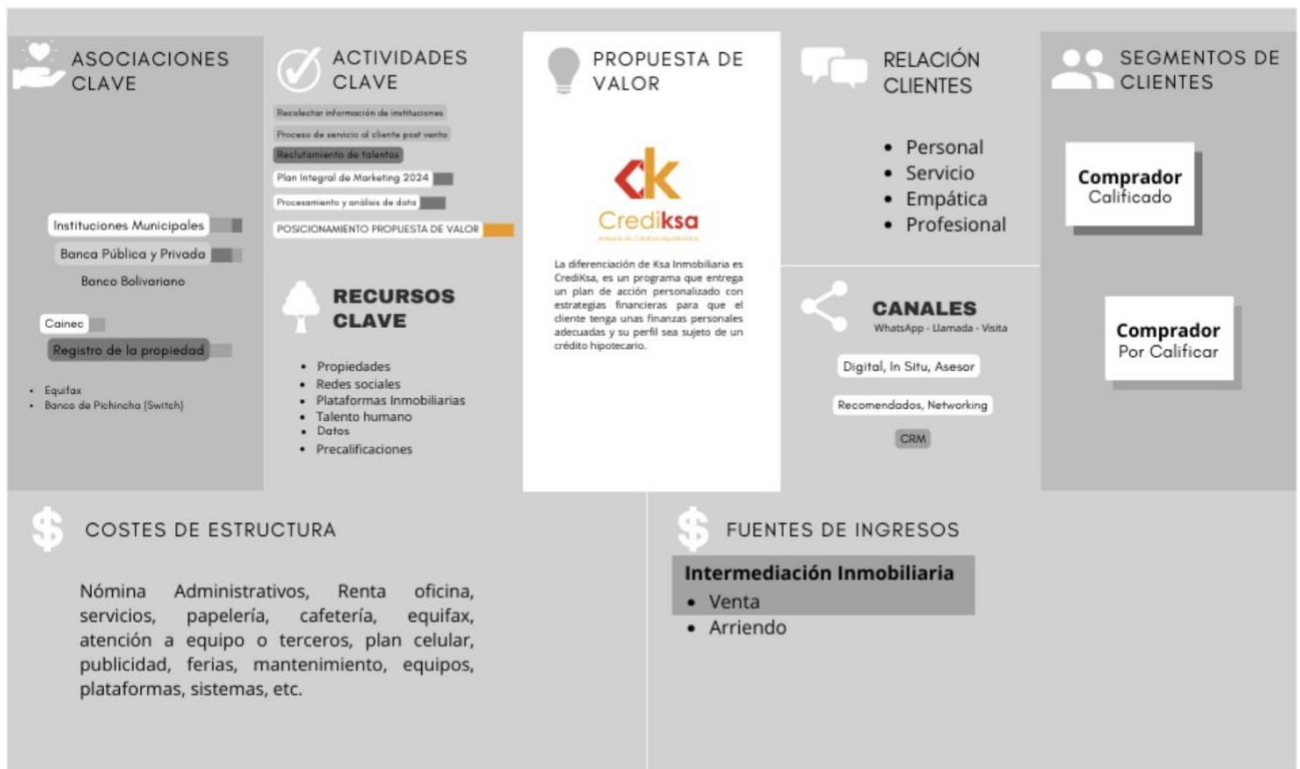 ASOCIACIONES
CLAVE
Instituciones Municipales
Banca Pública y Privada
Banco Bolivariano
Cainec
Registro de la propiedad
• Equifax
• Banco de Pichincha (Switch)
ACTIVIDADES
CLAVE
Recolectar información de instituciones
Proceso de servicio al cliente post venta
Reclutamiento de talentos
Plan Integral de Marketing 2024
Procesamiento y análisis de data
POSICIONAMIENTO PROPUESTA DE VALOR
RECURSOS
CLAVE
• Propiedades
• Redes sociales
• Plataformas Inmobiliarias
• Talento humano
• Datos
• Precalificaciones
PROPUESTA DE
VALOR
ck
Crediksa
La diferenciación de Ksa Inmobiliaria es
CrediKsa, es un programa que entrega
un plan de acción personalizado con
estrategias financieras para que el
cliente tenga unas finanzas personales
adecuadas y su perfil sea sujeto de un
crédito hipotecario.
RELACIÓN
CLIENTES
• Personal
• Servicio
• Empática
• Profesional
CANALES
WhatsApp - Llamada - Visita
Digital, In Situ, Asesor
Recomendados, Networking
CRM
SEGMENTOS DE
CLIENTES
Comprador
Calificado
Comprador
Por Calificar
$ COSTES DE ESTRUCTURA
Nómina Administrativos, Renta oficina,
servicios, papelería, cafetería, equifax,
atención a equipo o terceros, plan celular,
publicidad, ferias, mantenimiento, equipos,
plataformas, sistemas, etc.
$ FUENTES DE INGRESOS
Intermediación Inmobiliaria
• Venta
• Arriendo